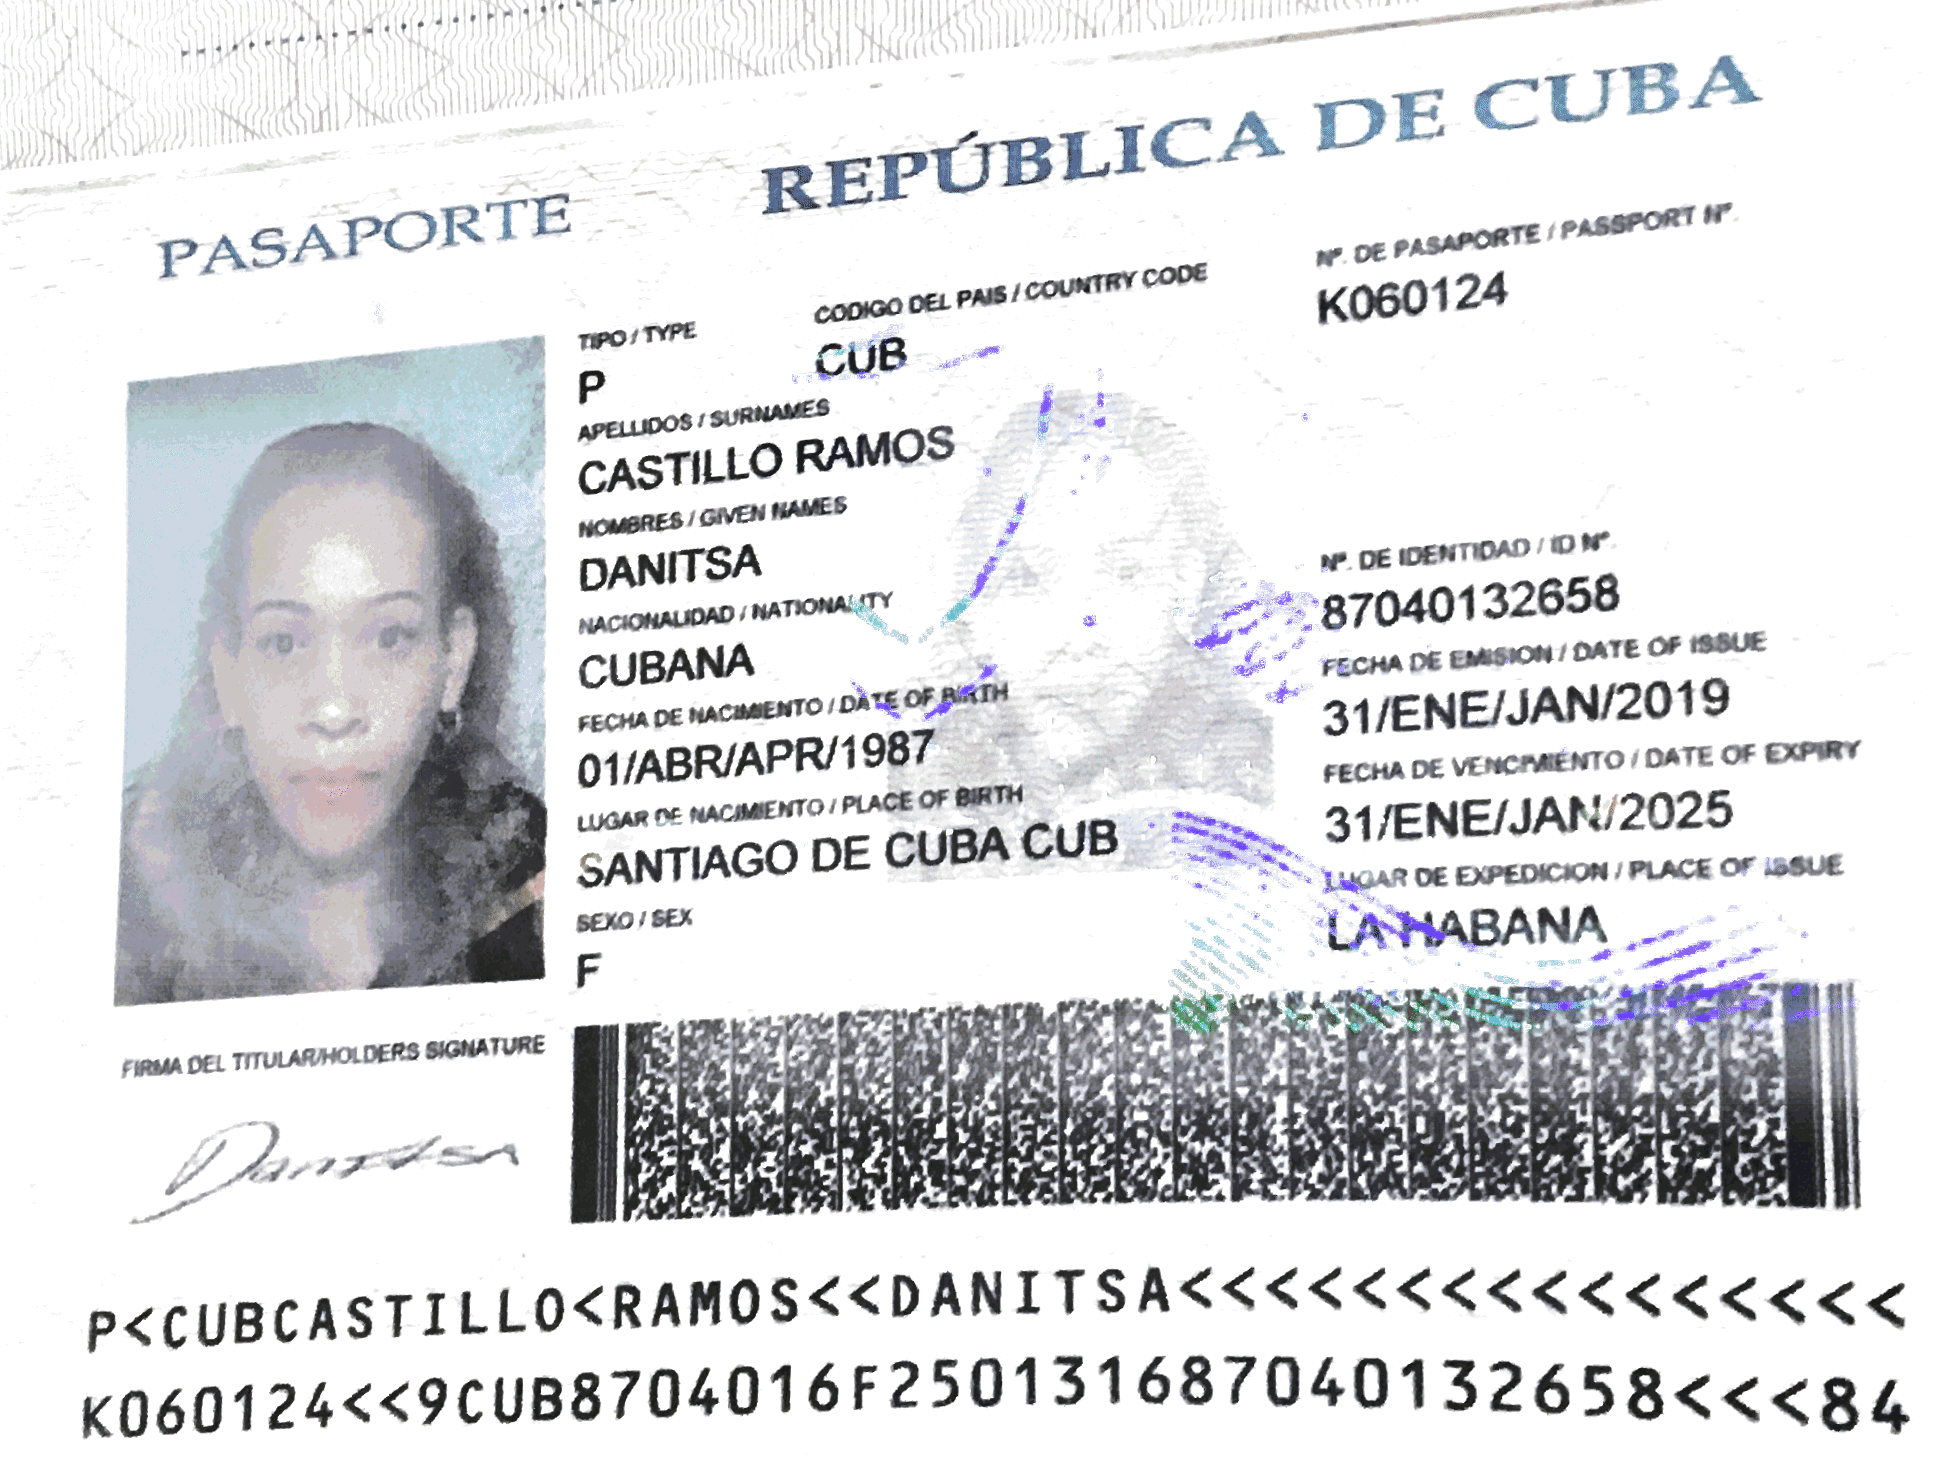 REPÚBLICA DE CUBA
PASAPORTE
TIPO / TYPE
P
CODIGO DEL PAIS / COUNTRY CODE
CUB
Nº. DE PASAPORTE / PASSPORT Nº.
K060124
APELLIDOS / SURNAMES
CASTILLO RAMOS
NOMBRES / GIVEN NAMES
DANITSA
NACIONALIDAD / NATIONALITY
CUBANA
FECHA DE NACIMIENTO / DATE OF BIRTH
01/ABR/APR/1987
LUGAR DE NACIMIENTO / PLACE OF BIRTH
SANTIAGO DE CUBA CUB
SEXO / SEX
F
Nº. DE IDENTIDAD / ID Nº.
87040132658
FECHA DE EMISION / DATE OF ISSUE
31/ENE/JAN/2019
FECHA DE VENCIMIENTO / DATE OF EXPIRY
31/ENE/JAN/2025
LUGAR DE EXPEDICION / PLACE OF ISSUE
LA HABANA
FIRMA DEL TITULAR/HOLDERS SIGNATURE
Danitsa
P<CUBCASTILLO<RAMOS<<DANITSA<<<<<<<<<<<<<<<<<
K060124<<9CUB8704016F25013168704013265​8<<<84